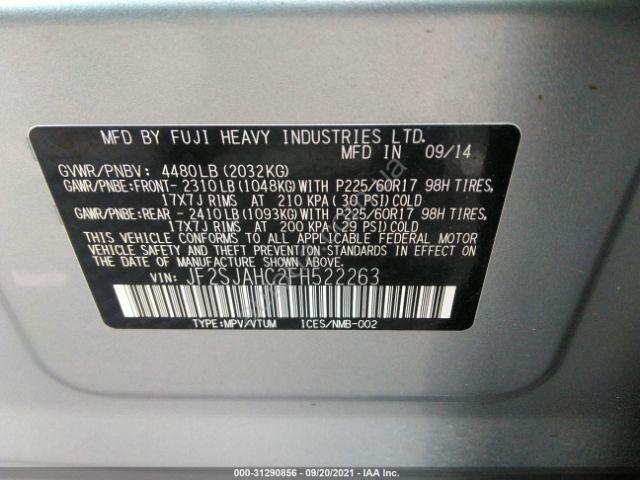 MFD BY FUJI HEAVY INDUSTRIES LTD.
MFD IN 09/14
GVWR/PNBV: 4480LB(2032KG)
GAWR/PNBE:FRONT- 2310LB(1048KG)WITH P225/60R17 98H TIRES,
17X7J RIMS AT 210 KPA(30 PSI)COLD
GAWR/PNBE:REAR - 2410LB(1093KG)WITH P225/60R17 98H TIRES,
17X7J RIMS AT 200 KPA(29 PSI)COLD
THIS VEHICLE CONFORMS TO ALL APPLICABLE FEDERAL MOTOR
VEHICLE SAFETY AND THEFT PREVENTION STANDARDS IN EFFECT ON
THE DATE OF MANUFACTURE SHOWN ABOVE.
VIN: JF2SJAHC2FH522263
TYPE:MPV/VTUM ICES/NMB-002
000-31290856 - 09/20/2021 - IAA Inc.